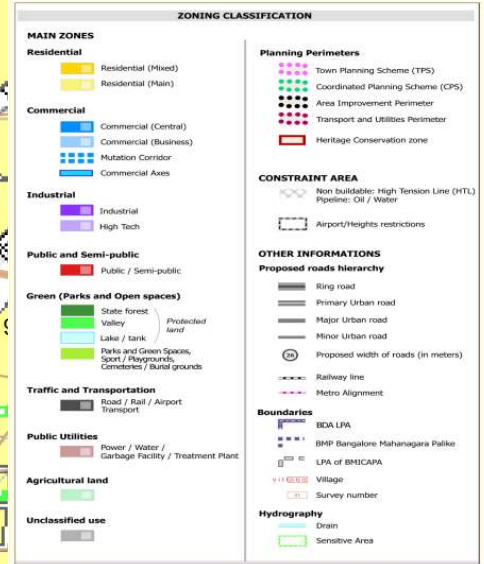 ZONING CLASSIFICATION
MAIN ZONES
Residential
Residential (Mixed)
Residential (Main)
Commercial
Commercial (Central)
Commercial (Business)
Mutation Corridor
Commercial Axes
Industrial
Industrial
High Tech
Public and Semi-public
Public / Semi-public
Green (Parks and Open spaces)
State forest
Valley
Lake / tank
Protected
land
Parks and Green Spaces,
Sport / Playgrounds,
Cemeteries / Burial grounds
Traffic and Transportation
Road / Rail / Airport
Transport
Public Utilities
Power / Water /
Garbage Facility / Treatment Plant
Agricultural land
Unclassified use
Planning Perimeters
Town Planning Scheme (TPS)
Coordinated Planning Scheme (CPS)
Area Improvement Perimeter
Transport and Utilities Perimeter
Heritage Conservation zone
CONSTRAINT AREA
Non buildable: High Tension Line (HTL)
Pipeline: Oil / Water
Airport/Heights restrictions
OTHER INFORMATIONS
Proposed roads hierarchy
Ring road
Primary Urban road
Major Urban road
Minor Urban road
Proposed width of roads (in meters)
Railway line
Metro Alignment
Boundaries
BDA LPA
BMP Bangalore Mahanagara Palike
LPA of BMICAPA
Village
Survey number
Hydrography
Drain
Sensitive Area